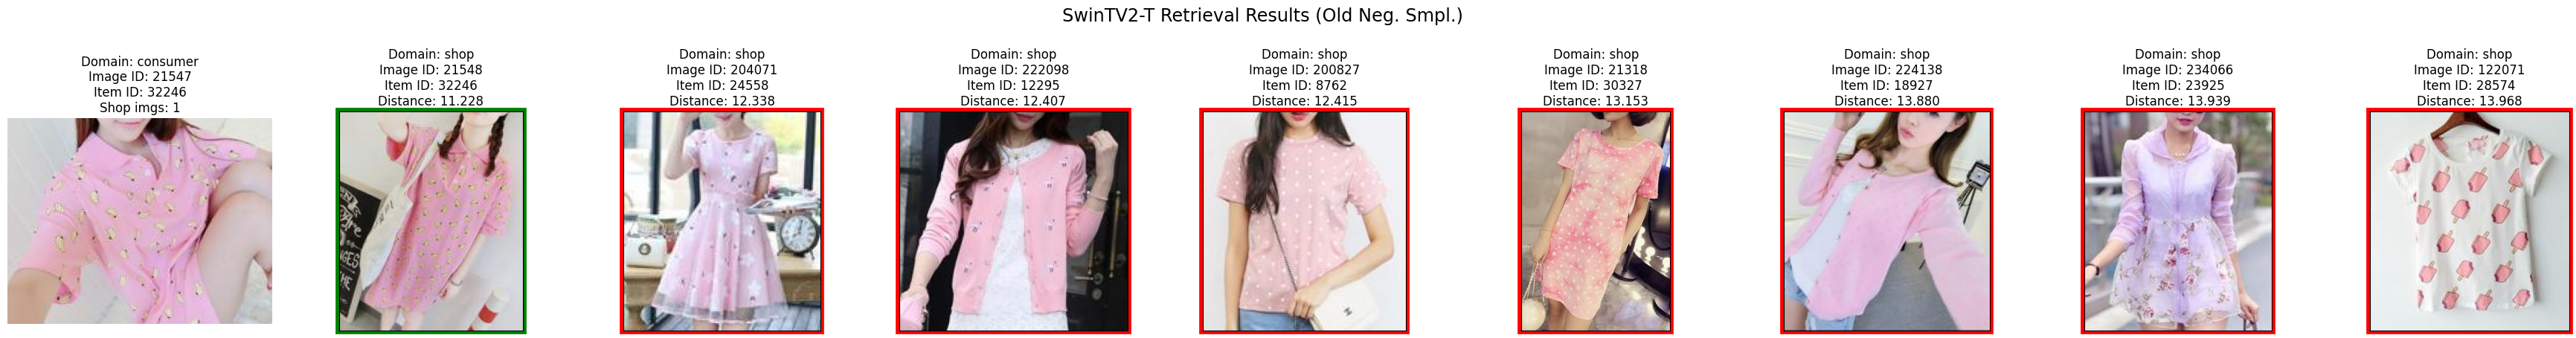 SwinTV2-T Retrieval Results (Old Neg. Smpl.)
Domain: consumer
Image ID: 21547
Item ID: 32246
Shop imgs: 1
Domain: shop
Image ID: 21548
Item ID: 32246
Distance: 11.228
Domain: shop
Image ID: 204071
Item ID: 24558
Distance: 12.338
Domain: shop
Image ID: 222098
Item ID: 12295
Distance: 12.407
Domain: shop
Image ID: 200827
Item ID: 8762
Distance: 12.415
Domain: shop
Image ID: 21318
Item ID: 30327
Distance: 13.153
Domain: shop
Image ID: 224138
Item ID: 18927
Distance: 13.880
Domain: shop
Image ID: 234066
Item ID: 23925
Distance: 13.939
Domain: shop
Image ID: 122071
Item ID: 28574
Distance: 13.968